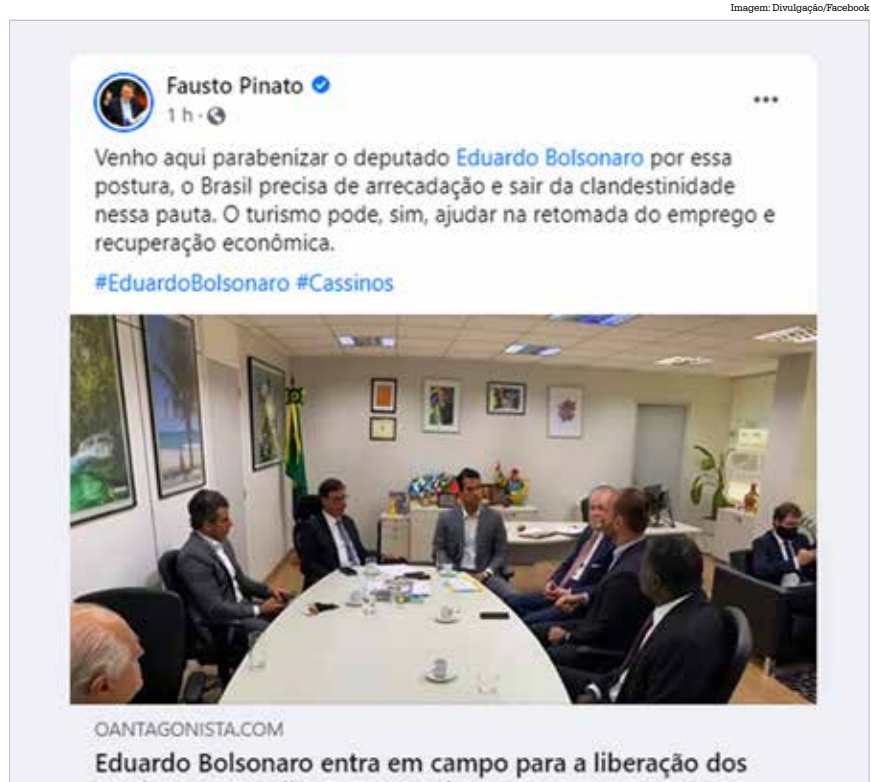 Imagem: Divulgação/Facebook
Fausto Pinato
1 h ·
Venho aqui parabenizar o deputado Eduardo Bolsonaro por essa
postura, o Brasil precisa de arrecadação e sair da clandestinidade
nessa pauta. O turismo pode, sim, ajudar na retomada do emprego e
recuperação econômica.
#EduardoBolsonaro #Cassinos
OANTAGONISTA.COM
Eduardo Bolsonaro entra em campo para a liberação dos